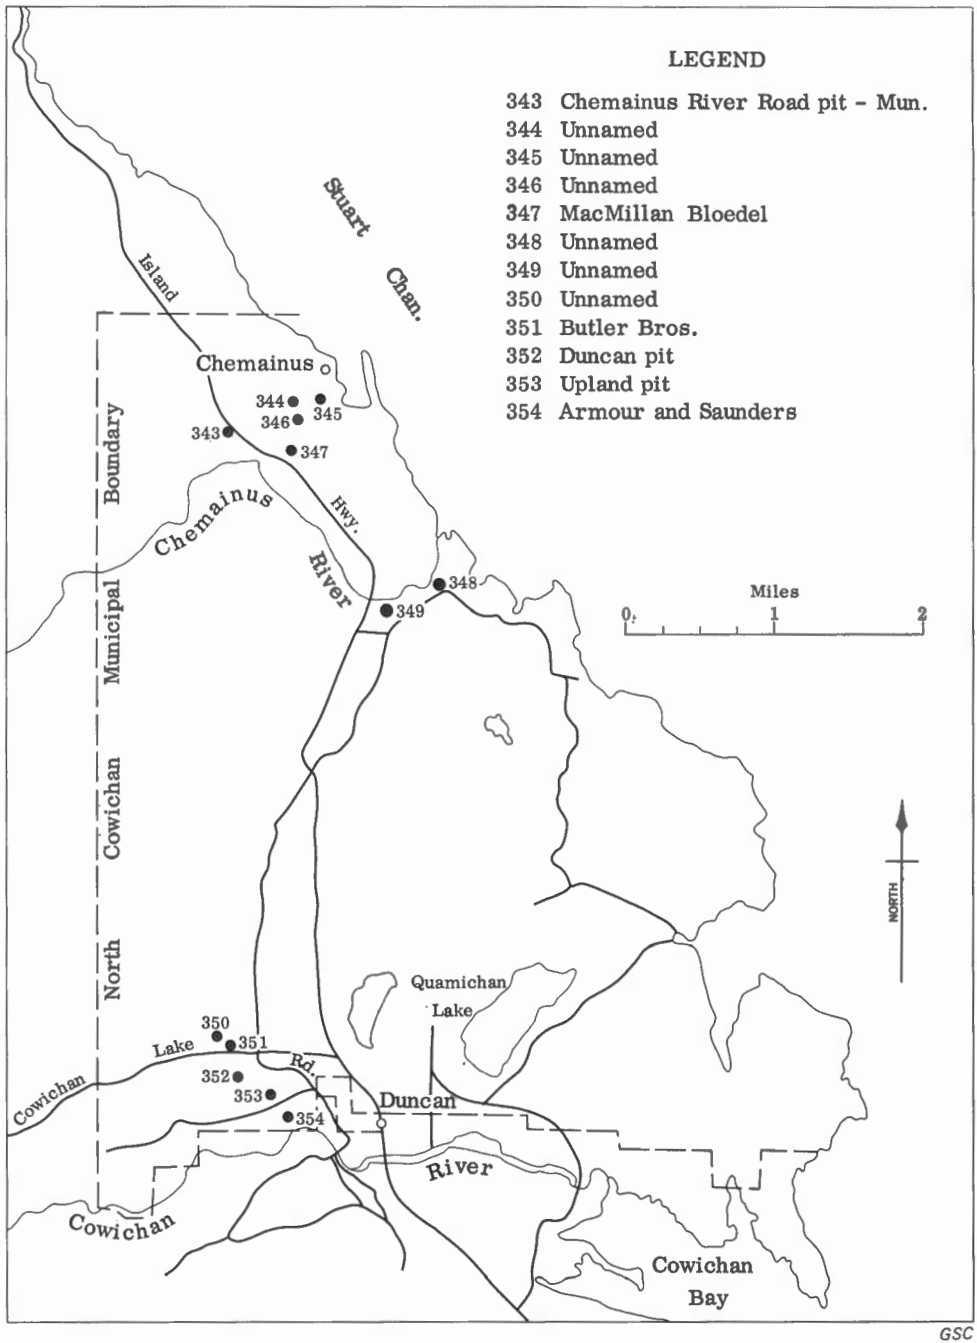 LEGEND
343 Chemainus River Road pit - Mun.
344 Unnamed
345 Unnamed
346 Unnamed
347 MacMillan Bloedel
348 Unnamed
349 Unnamed
350 Unnamed
351 Butler Bros.
352 Duncan pit
353 Upland pit
354 Armour and Saunders
Stuart
Chan.
Island
Chemainus
344
345
346
343
347
Hwy.
Chemainus
River
348
349
Miles
0
1
2
North Cowichan Municipal Boundary
NORTH
Quamichan
Lake
350
351
352
353
354
Cowichan Lake Rd.
Duncan
River
Cowichan
Cowichan
Bay
GSC